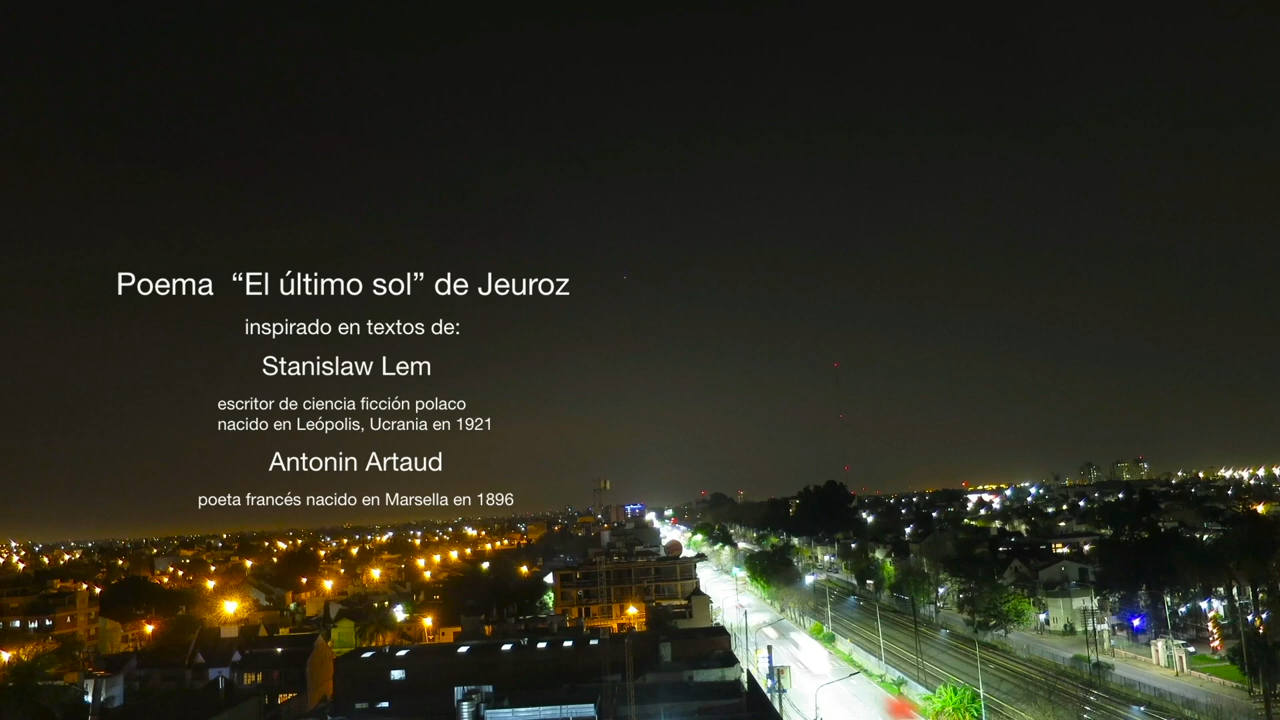 Poema “El último sol” de Jeuroz
inspirado en textos de:
Stanislaw Lem
escritor de ciencia ficción polaco
nacido en Leópolis, Ucrania en 1921
Antonin Artaud
poeta francés nacido en Marsella en 1896